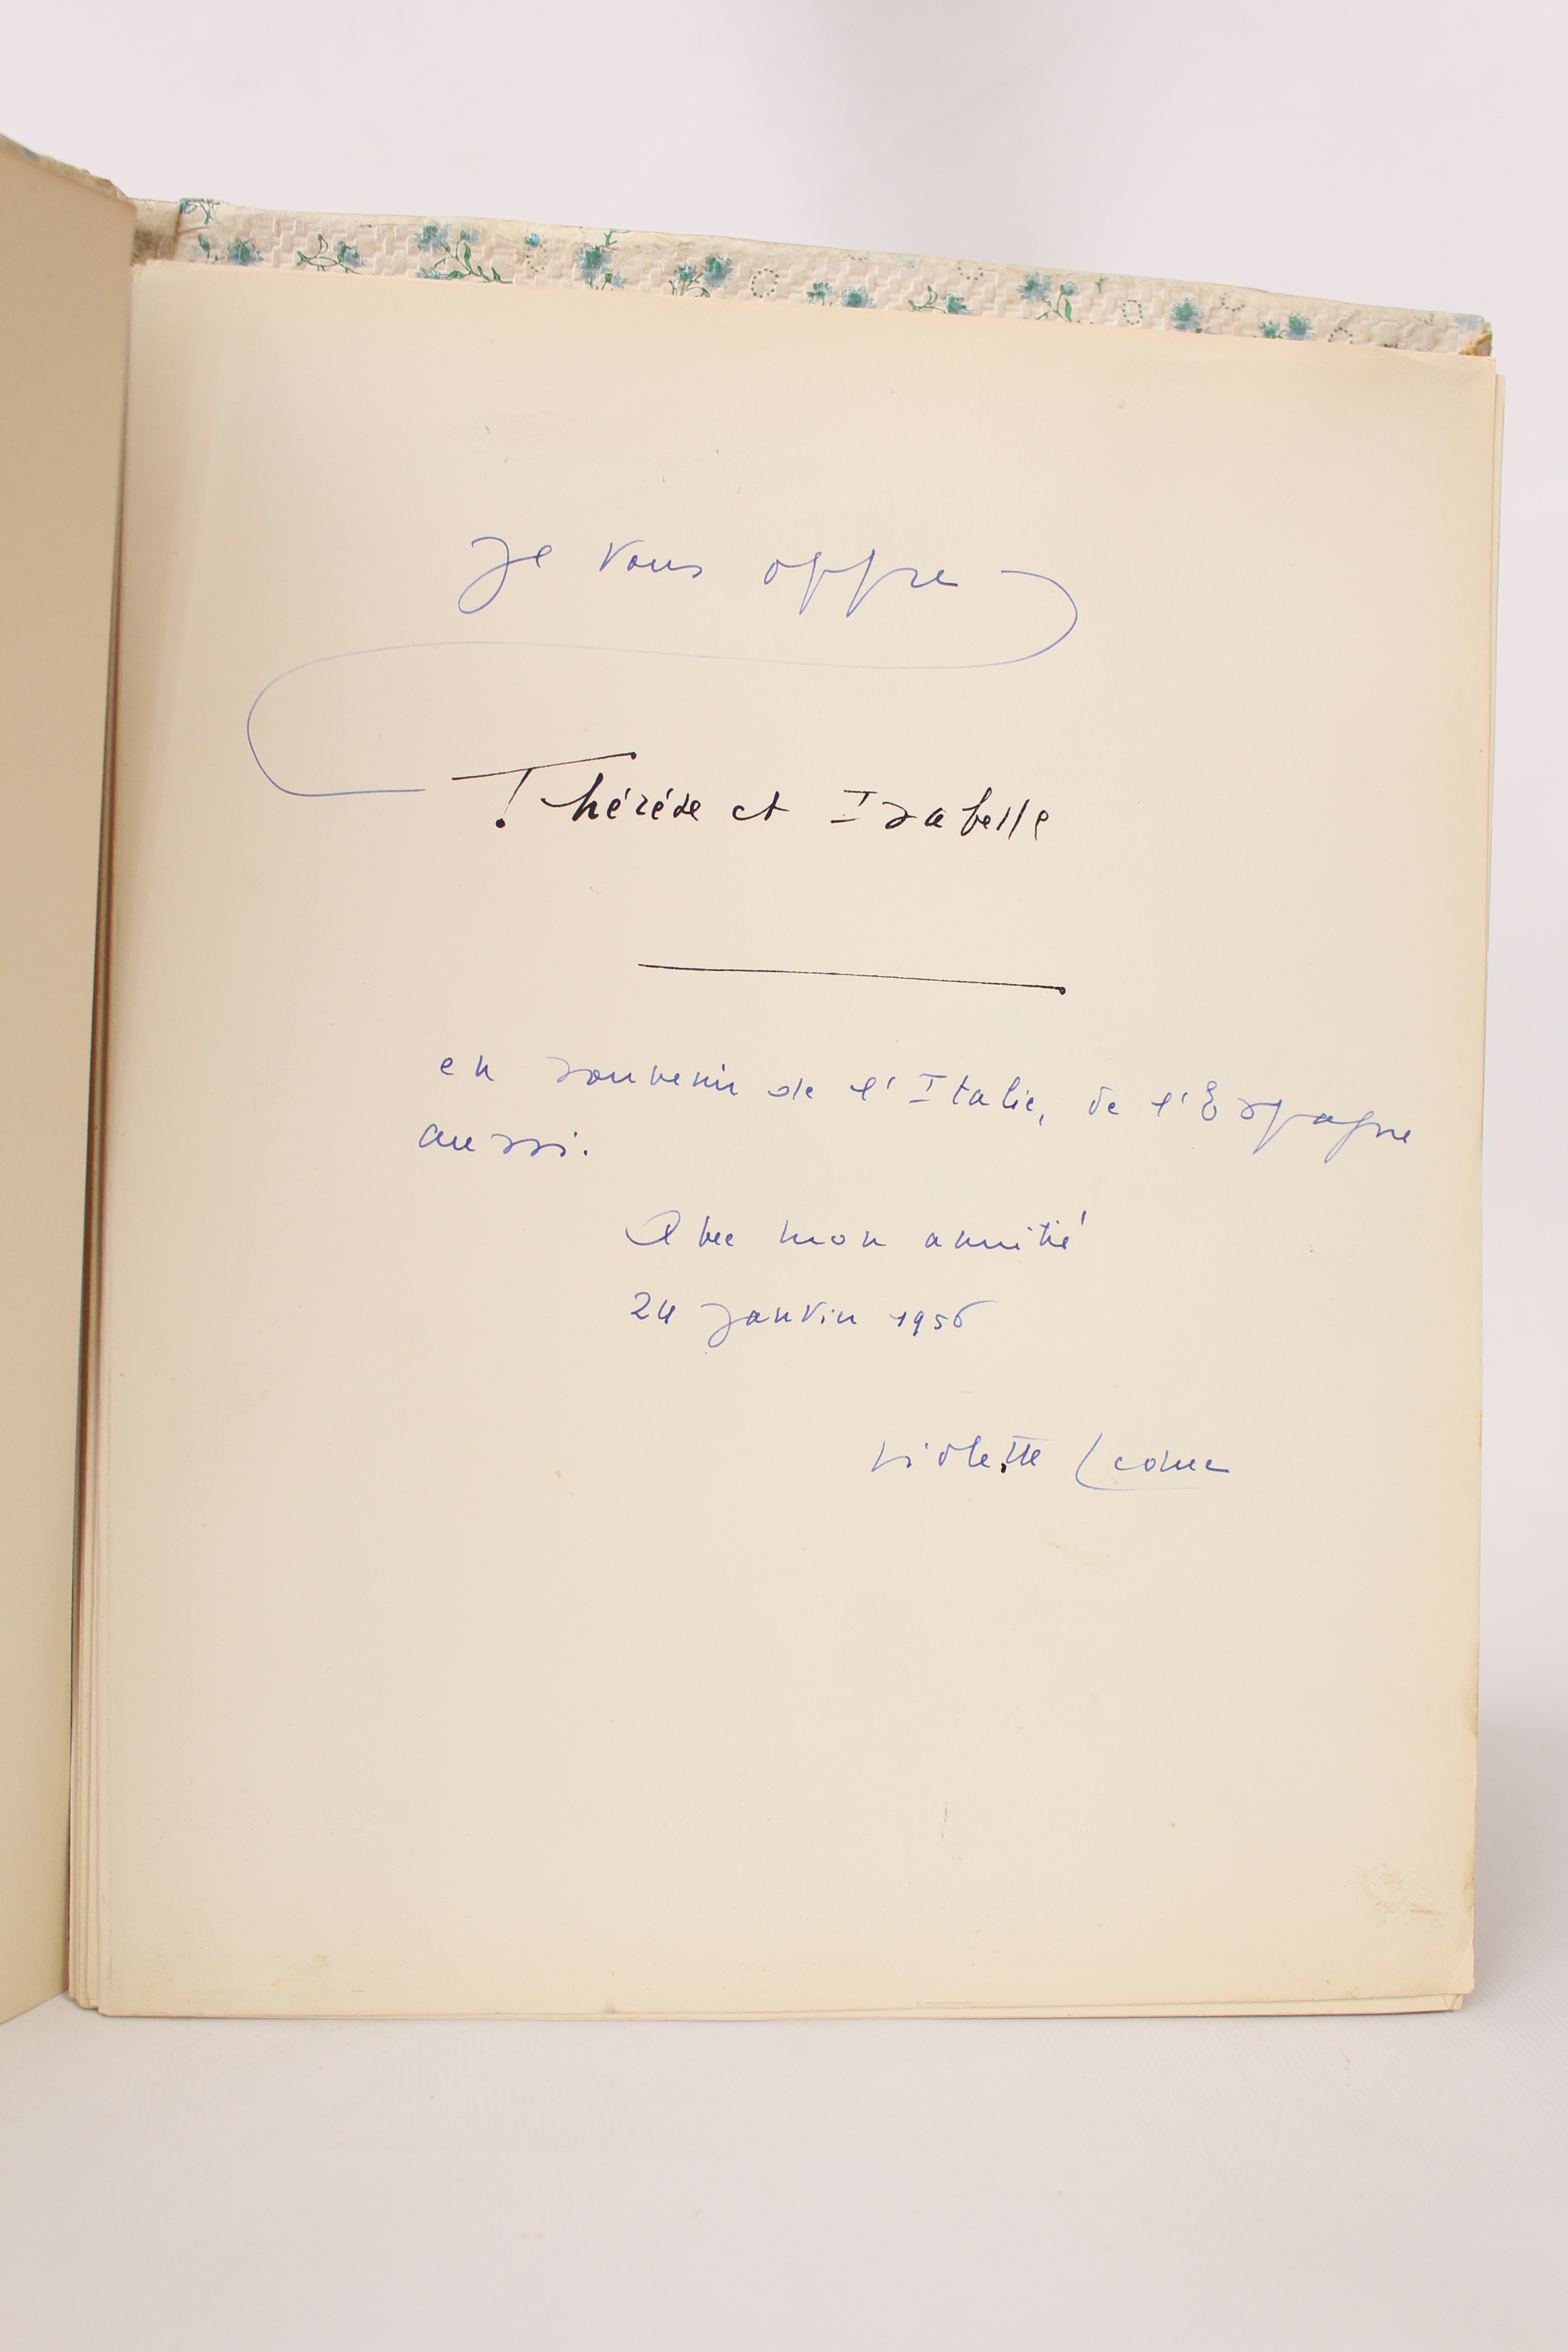 Je vous offre
Thérèse et Isabelle
en souvenir de l'Italie, de l'Espagne
aussi.
Avec mon amitié
24 janvier 1956
Violette Leduc